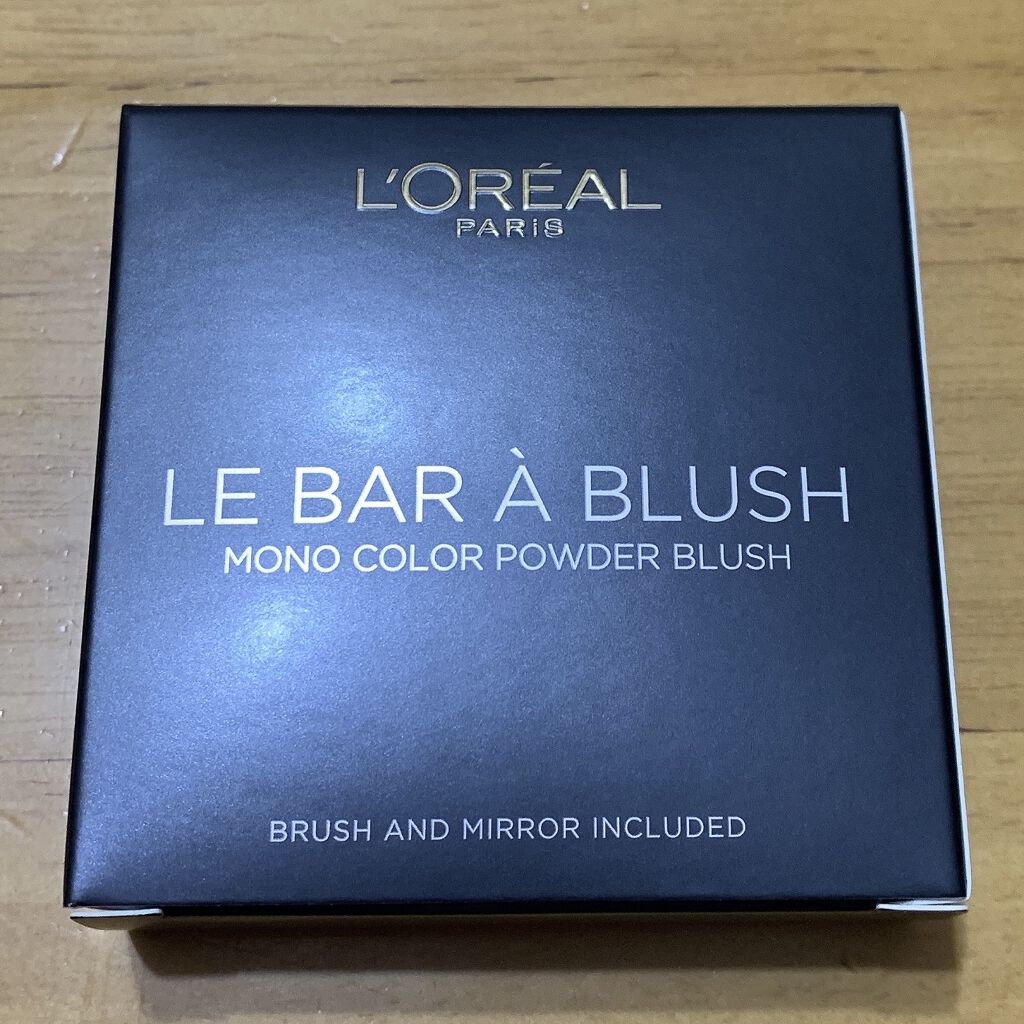 L'ORÉAL
PARiS
LE BAR À BLUSH
MONO COLOR POWDER BLUSH
BRUSH AND MIRROR INCLUDED